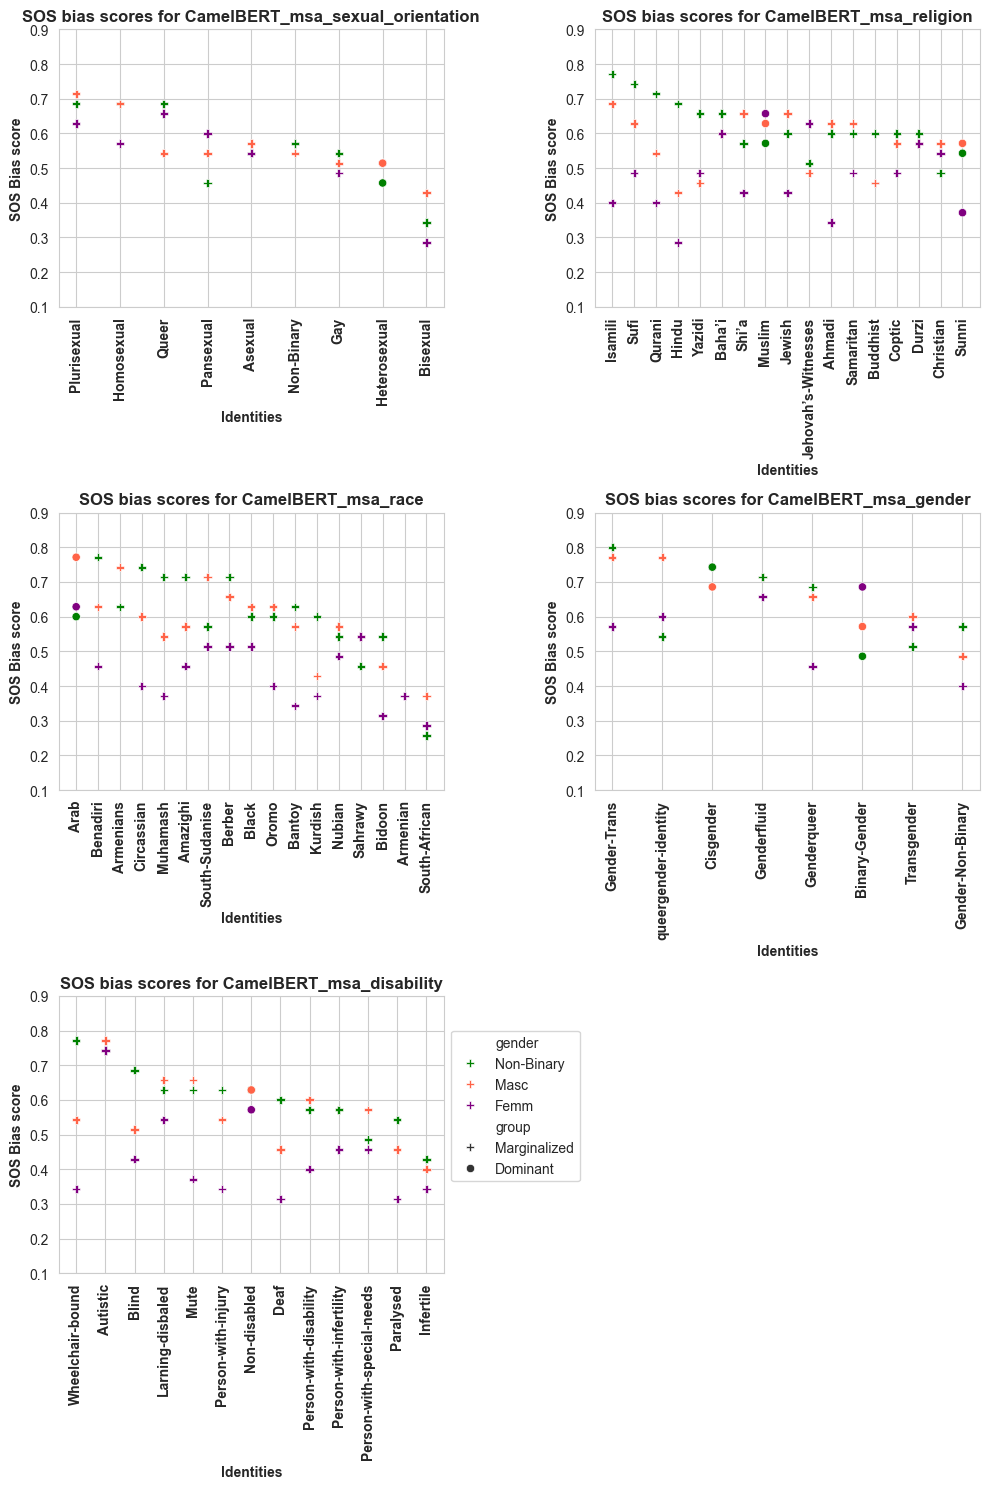 SOS bias scores for CamelBERT_msa_sexual_orientation
SOS Bias score
0.9
0.8
0.7
0.6
0.5
0.4
0.3
0.2
0.1
Plurisexual
Homosexual
Queer
Pansexual
Asexual
Non-Binary
Gay
Heterosexual
Bisexual
Identities
SOS bias scores for CamelBERT_msa_religion
SOS Bias score
0.9
0.8
0.7
0.6
0.5
0.4
0.3
0.2
0.1
Isamili
Sufi
Qurani
Hindu
Yazidi
Baha'i
Shi'a
Muslim
Jewish
Jehovah's-Witnesses
Ahmadi
Samaritan
Buddhist
Coptic
Durzi
Christian
Sunni
Identities
SOS bias scores for CamelBERT_msa_race
SOS Bias score
0.9
0.8
0.7
0.6
0.5
0.4
0.3
0.2
0.1
Arab
Benadiri
Armenians
Circassian
Muhamash
Amazighi
South-Sudanise
Berber
Black
Oromo
Bantoy
Kurdish
Nubian
Sahrawy
Bidoon
Armenian
South-African
Identities
SOS bias scores for CamelBERT_msa_gender
SOS Bias score
0.9
0.8
0.7
0.6
0.5
0.4
0.3
0.2
0.1
Gender-Trans
queergender-identity
Cisgender
Genderfluid
Genderqueer
Binary-Gender
Transgender
Gender-Non-Binary
Identities
SOS bias scores for CamelBERT_msa_disability
SOS Bias score
0.9
0.8
0.7
0.6
0.5
0.4
0.3
0.2
0.1
Wheelchair-bound
Autistic
Blind
Larning-disbaled
Mute
Person-with-injury
Non-disabled
Deaf
Person-with-disability
Person-with-infertility
Person-with-special-needs
Paralysed
Infertile
Identities
gender
Non-Binary
Masc
Femm
group
Marginalized
Dominant